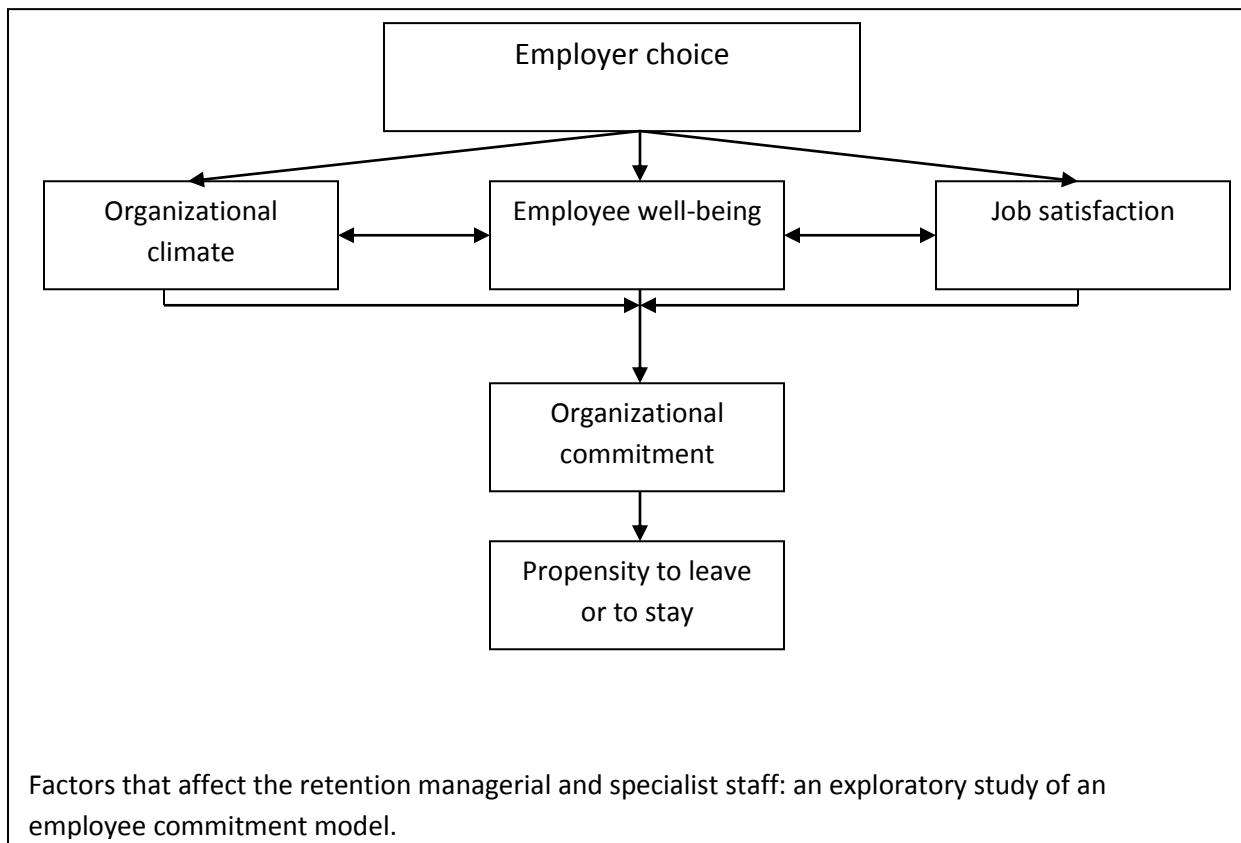 Employer choice
Organizational
climate
Employee well-being
Job satisfaction
Organizational
commitment
Propensity to leave
or to stay
Factors that affect the retention managerial and specialist staff: an exploratory study of an
employee commitment model.